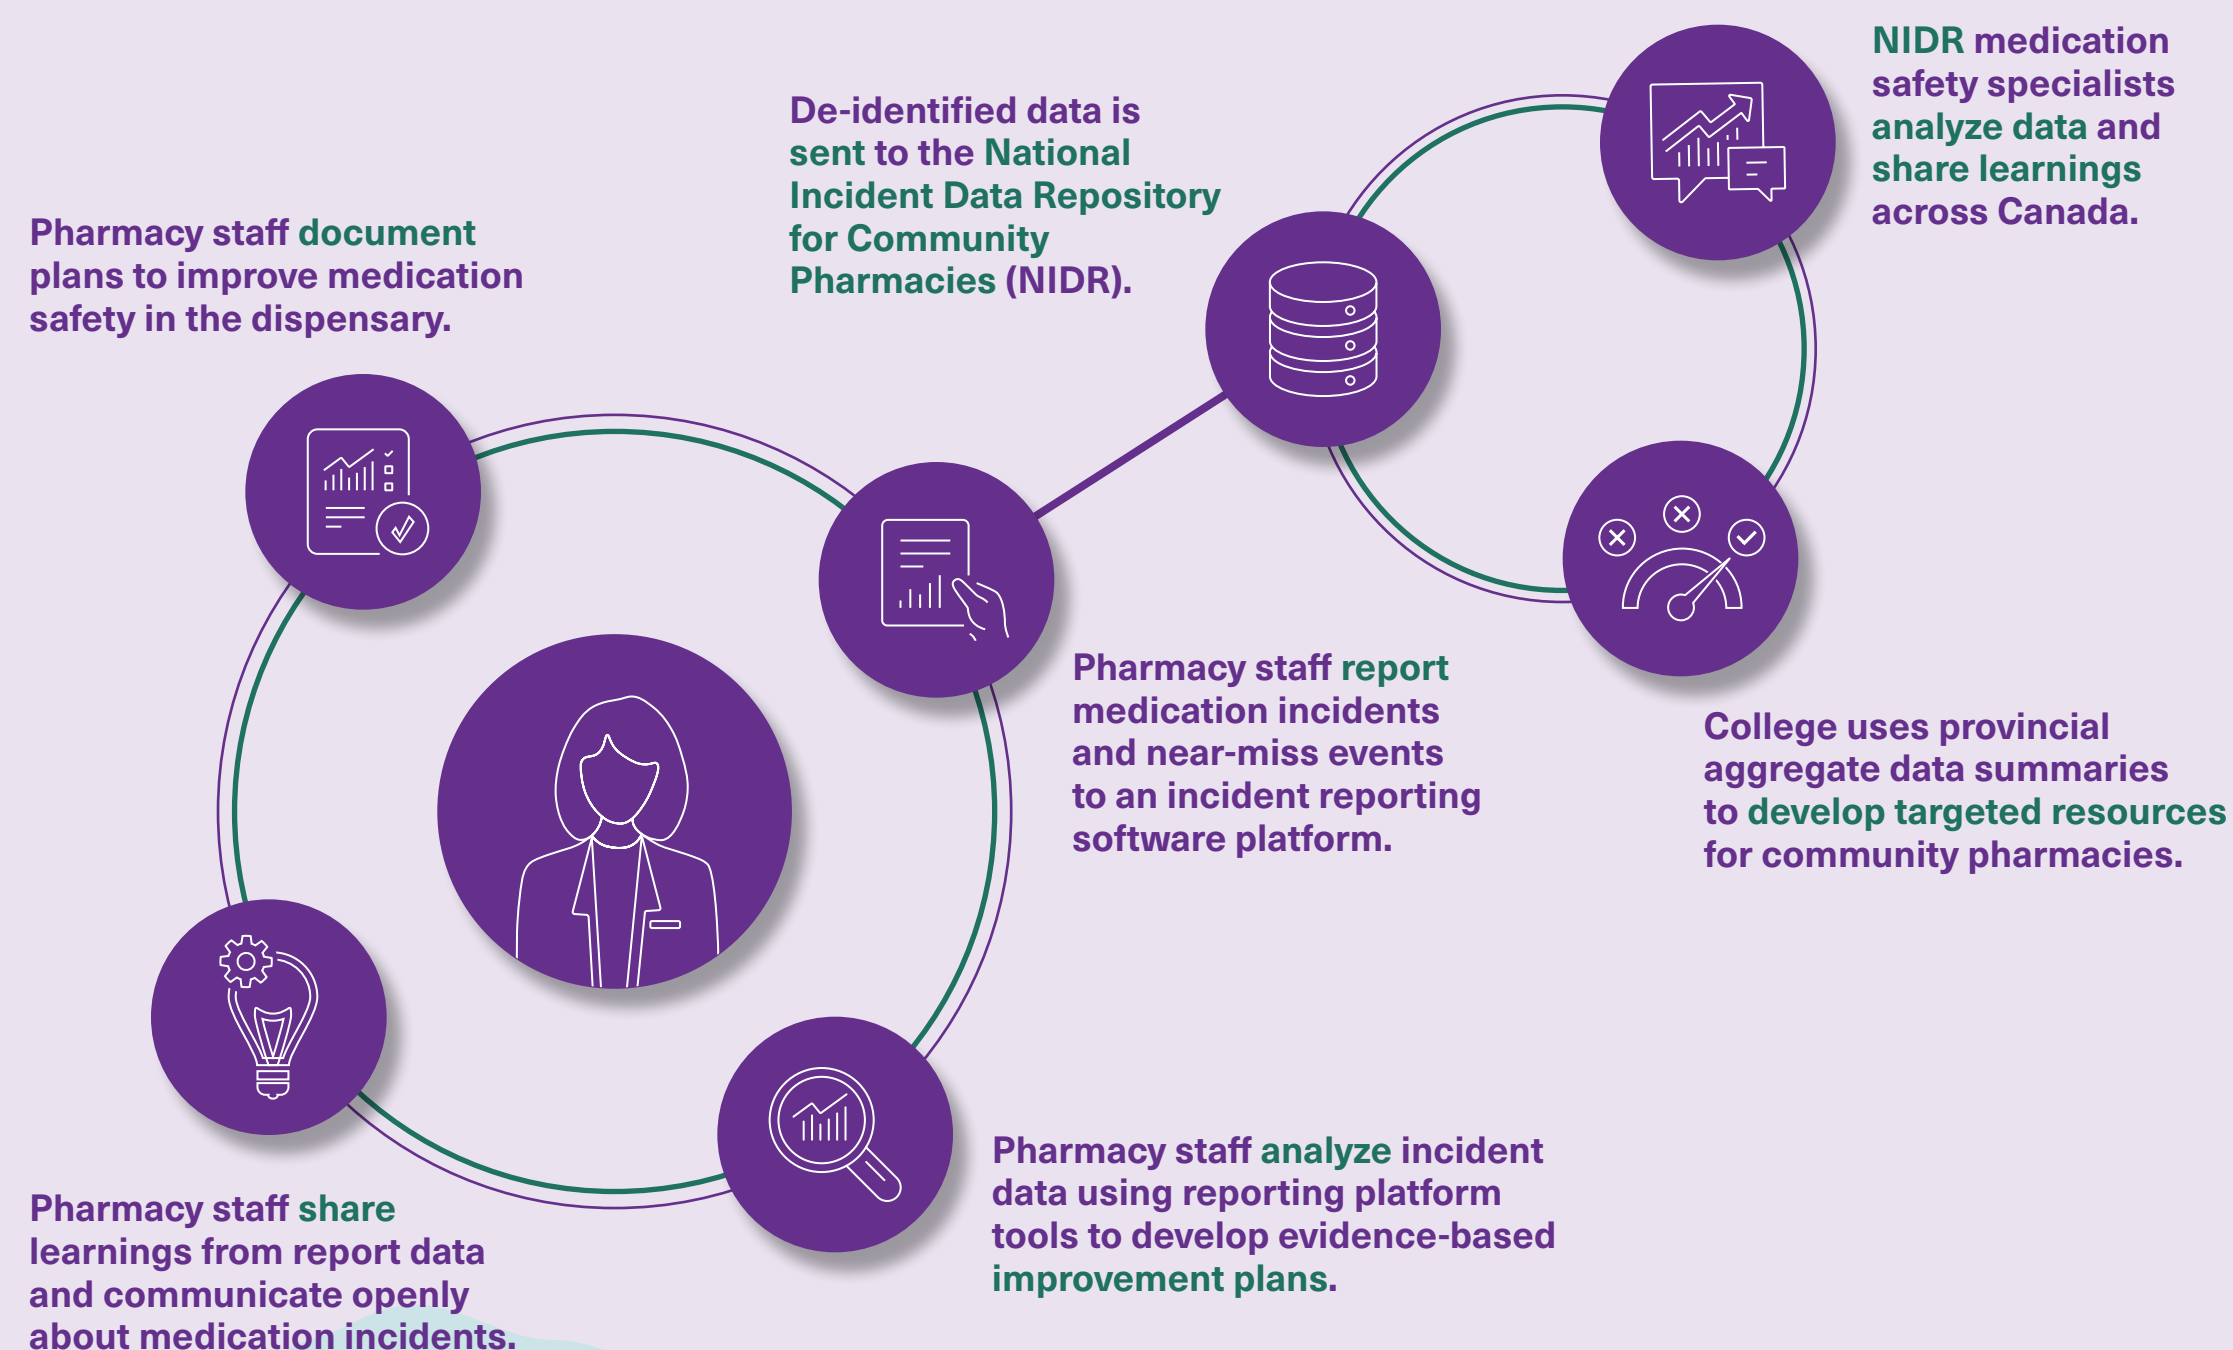 NIDR medication
safety specialists
analyze data and
share learnings
across Canada.
De-identified data is
sent to the National
Incident Data Repository
for Community
Pharmacies (NIDR).
Pharmacy staff document
plans to improve medication
safety in the dispensary.
Pharmacy staff report
medication incidents
and near-miss events
to an incident reporting
software platform.
College uses provincial
aggregate data summaries
to develop targeted resources
for community pharmacies.
Pharmacy staff analyze incident
data using reporting platform
tools to develop evidence-based
improvement plans.
Pharmacy staff share
learnings from report data
and communicate openly
about medication incidents.